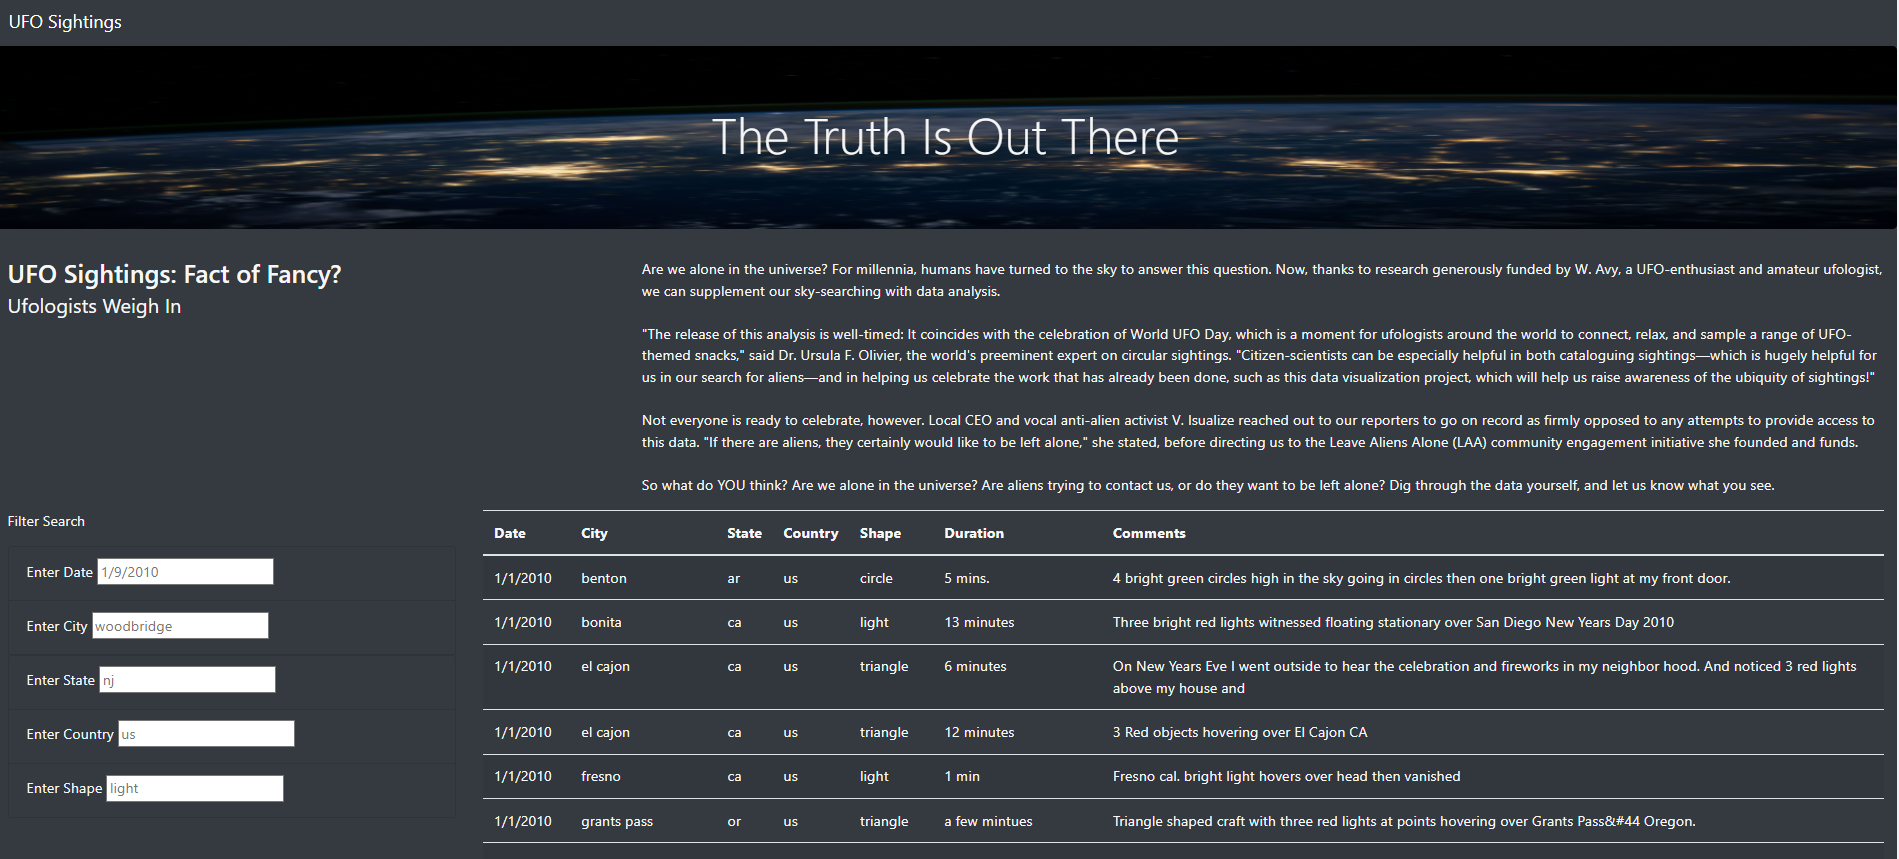 UFO Sightings
The Truth Is Out There
UFO Sightings: Fact of Fancy?
Ufologists Weigh In
Are we alone in the universe? For millennia, humans have turned to the sky to answer this question. Now, thanks to research generously funded by W. Avy, a UFO-enthusiast and amateur ufologist,
we can supplement our sky-searching with data analysis.
"The release of this analysis is well-timed: It coincides with the celebration of World UFO Day, which is a moment for ufologists around the world to connect, relax, and sample a range of UFO-
themed snacks," said Dr. Ursula F. Olivier, the world's preeminent expert on circular sightings. "Citizen-scientists can be especially helpful in both cataloguing sightings—which is hugely helpful for
us in our search for aliens—and in helping us celebrate the work that has already been done, such as this data visualization project, which will help us raise awareness of the ubiquity of sightings!"
Not everyone is ready to celebrate, however. Local CEO and vocal anti-alien activist V. Isualize reached out to our reporters to go on record as firmly opposed to any attempts to provide access to
this data. "If there are aliens, they certainly would like to be left alone," she stated, before directing us to the Leave Aliens Alone (LAA) community engagement initiative she founded and funds.
So what do YOU think? Are we alone in the universe? Are aliens trying to contact us, or do they want to be left alone? Dig through the data yourself, and let us know what you see.
Filter Search
Enter Date 1/9/2010
Enter City woodbridge
Enter State nj
Enter Country us
Enter Shape light
Date City State Country Shape Duration Comments
1/1/2010 benton ar us circle 5 mins. 4 bright green circles high in the sky going in circles then one bright green light at my front door.
1/1/2010 bonita ca us light 13 minutes Three bright red lights witnessed floating stationary over San Diego New Years Day 2010
1/1/2010 el cajon ca us triangle 6 minutes On New Years Eve I went outside to hear the celebration and fireworks in my neighbor hood. And noticed 3 red lights
above my house and
1/1/2010 el cajon ca us triangle 12 minutes 3 Red objects hovering over El Cajon CA
1/1/2010 fresno ca us light 1 min Fresno cal. bright light hovers over head then vanished
1/1/2010 grants pass or us triangle a few mintues Triangle shaped craft with three red lights at points hovering over Grants Pass&#44 Oregon.